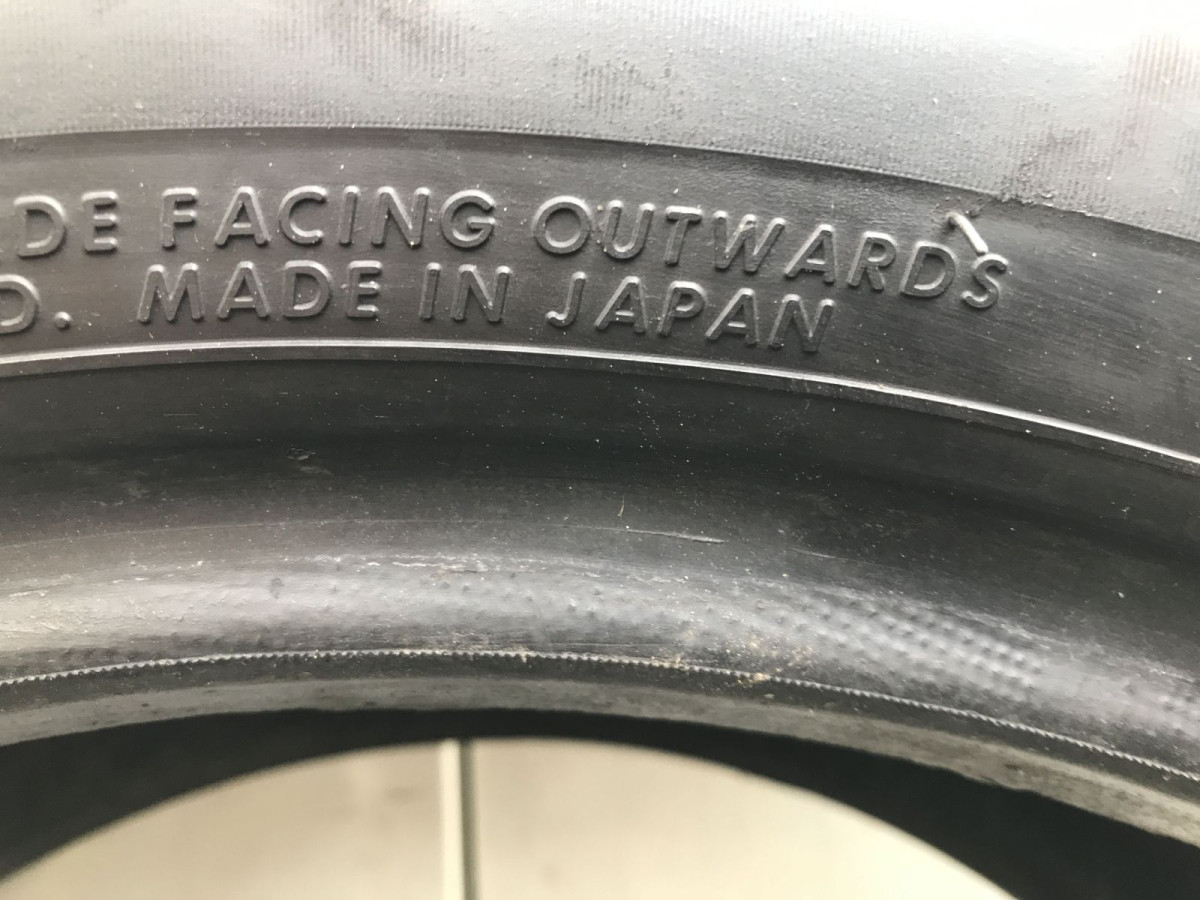 DE FACING OUTWARDS
D. MADE IN JAPAN